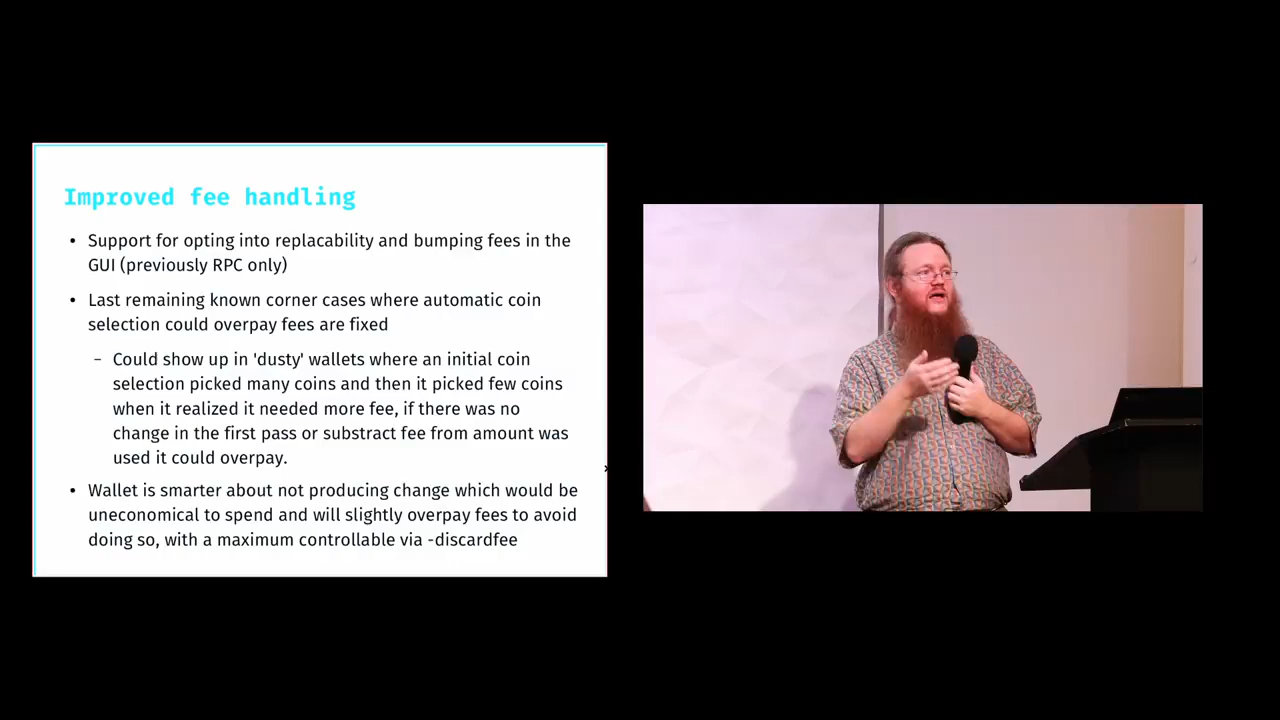 Improved fee handling
• Support for opting into replacability and bumping fees in the
GUI (previously RPC only)
• Last remaining known corner cases where automatic coin
selection could overpay fees are fixed
– Could show up in 'dusty' wallets where an initial coin
selection picked many coins and then it picked few coins
when it realized it needed more fee, if there was no
change in the first pass or substract fee from amount was
used it could overpay.
• Wallet is smarter about not producing change which would be
uneconomical to spend and will slightly overpay fees to avoid
doing so, with a maximum controllable via -discardfee